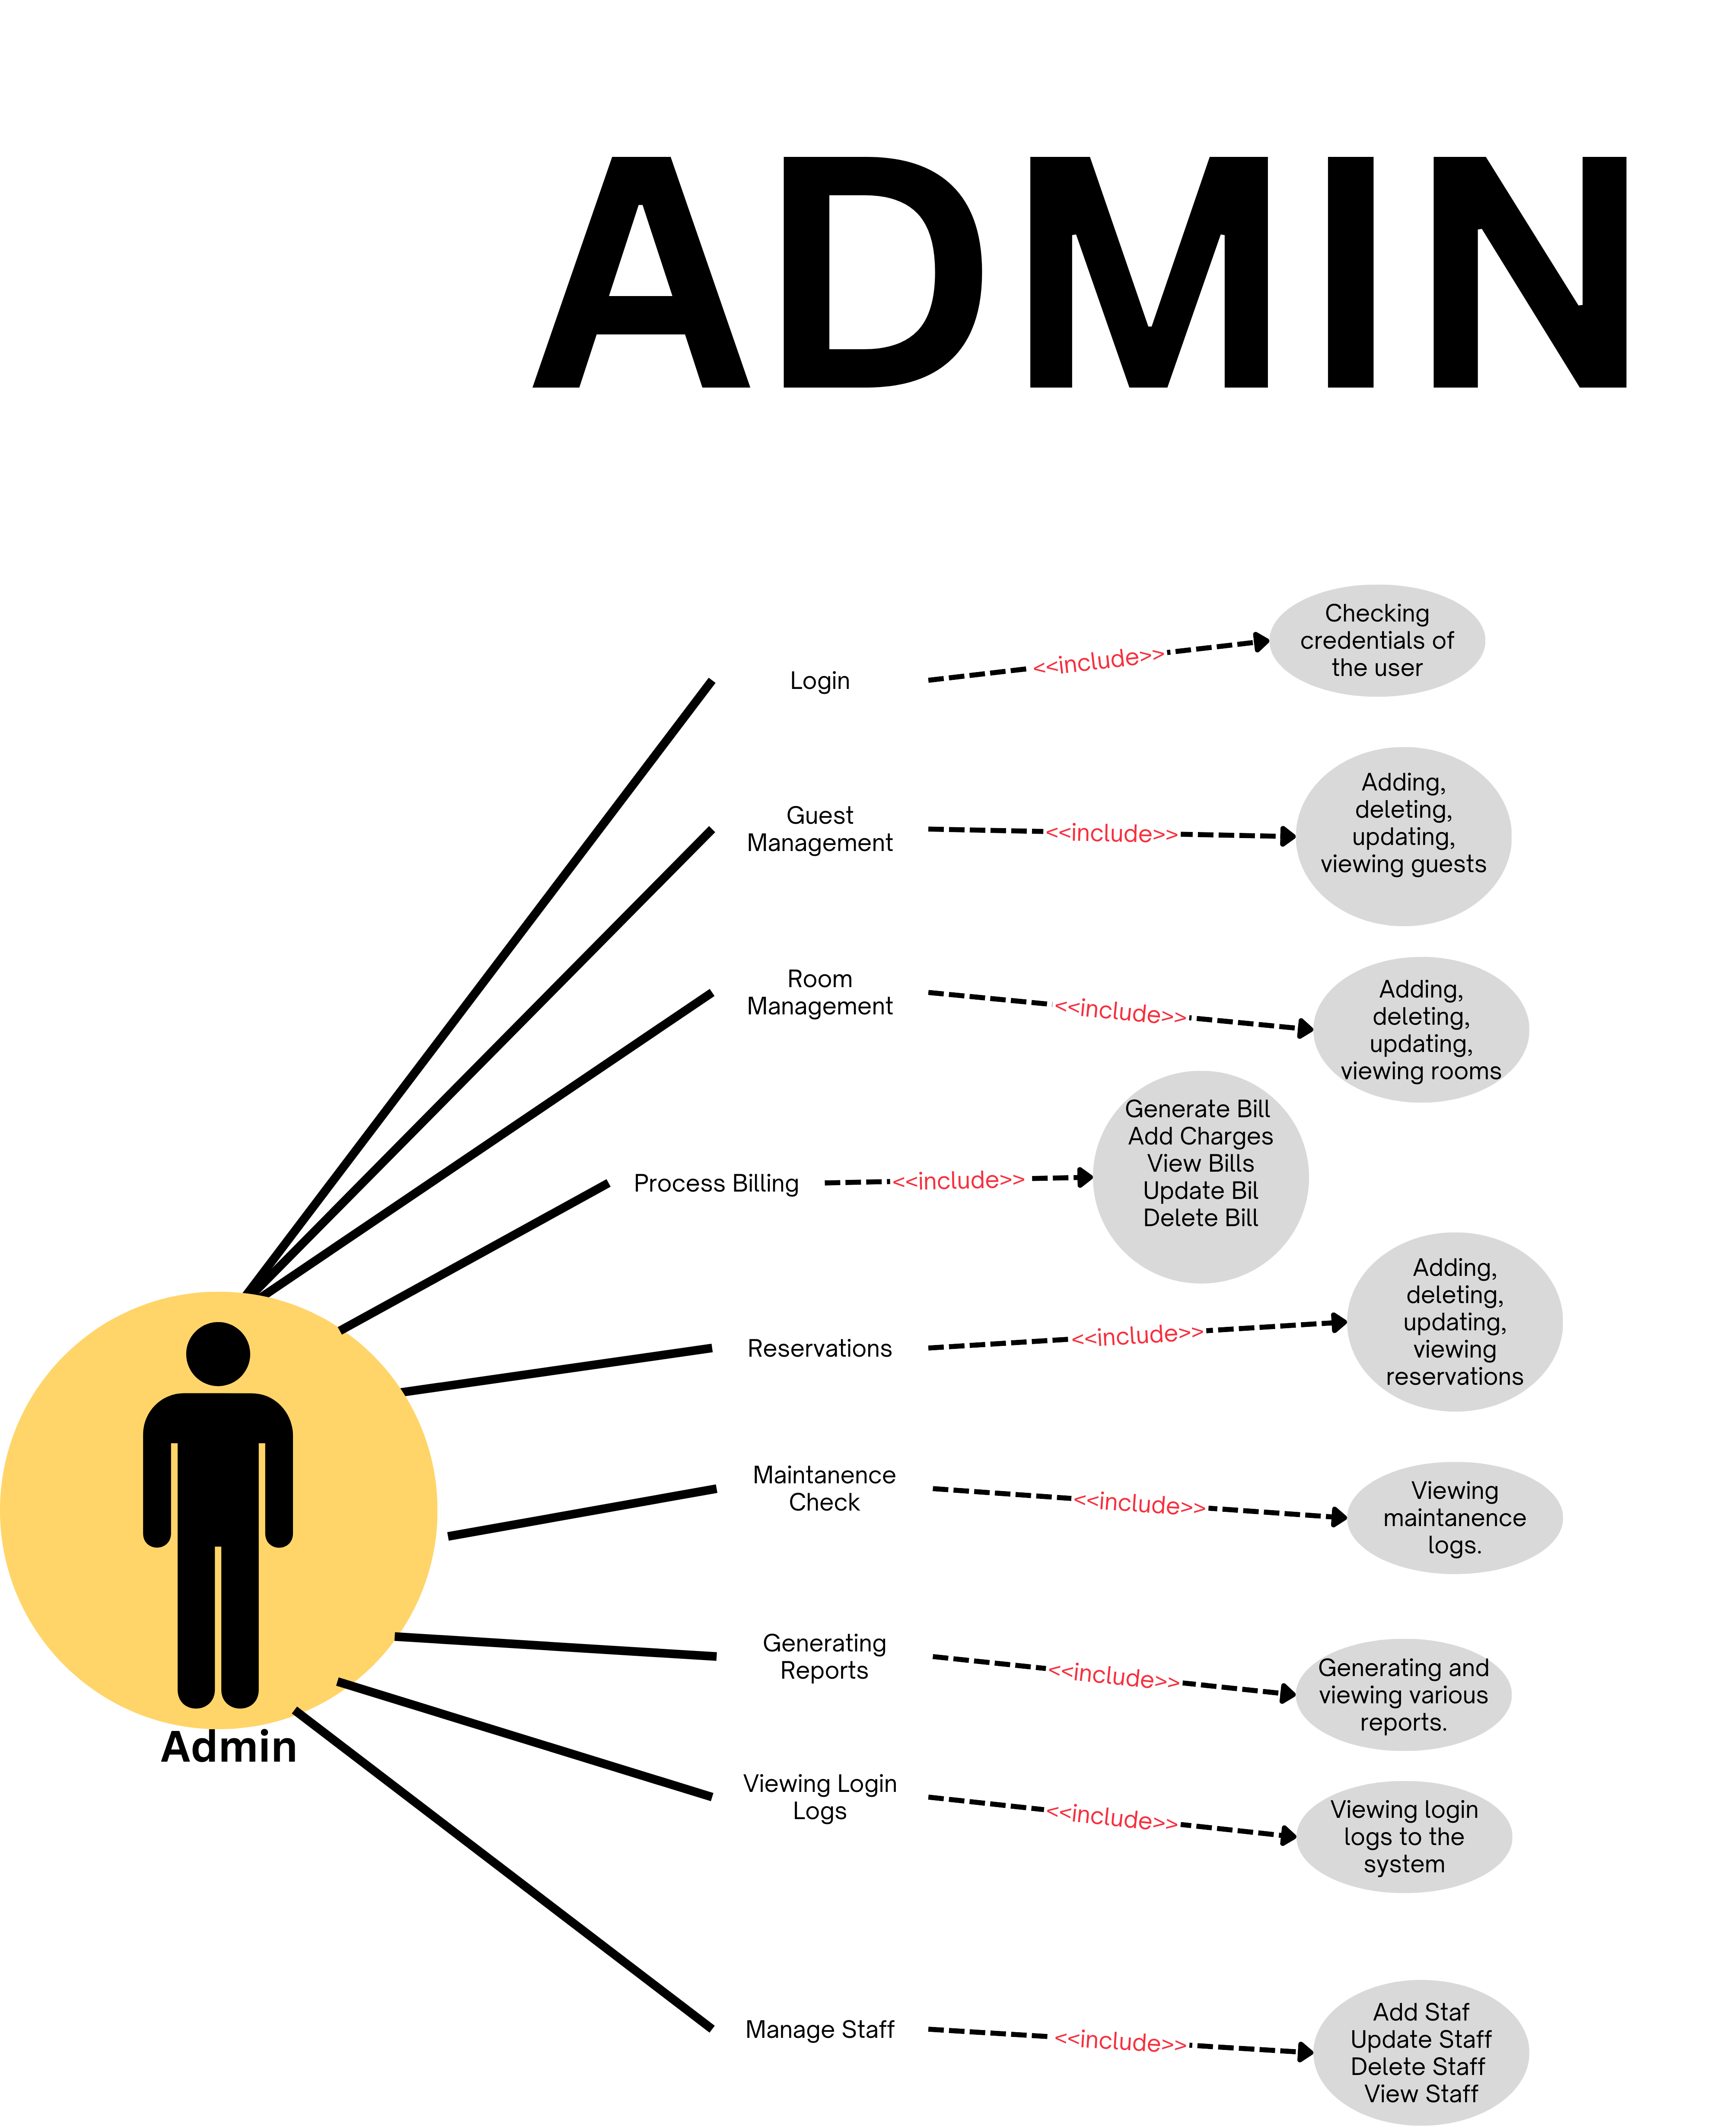 ADMIN
Login
<<include>>
Checking
credentials of
the user
Guest
Management
<<include>>
Adding,
deleting,
updating,
viewing guests
Room
Management
<<include>>
Adding,
deleting,
updating,
viewing rooms
Process Billing
<<include>>
Generate Bill
Add Charges
View Bills
Update Bil
Delete Bill
Reservations
<<include>>
Adding,
deleting,
updating,
viewing
reservations
Maintanence
Check
<<include>>
Viewing
maintanence
logs.
Generating
Reports
<<include>>
Generating and
viewing various
reports.
Admin
Viewing Login
Logs
<<include>>
Viewing login
logs to the
system
Manage Staff
<<include>>
Add Staf
Update Staff
Delete Staff
View Staff